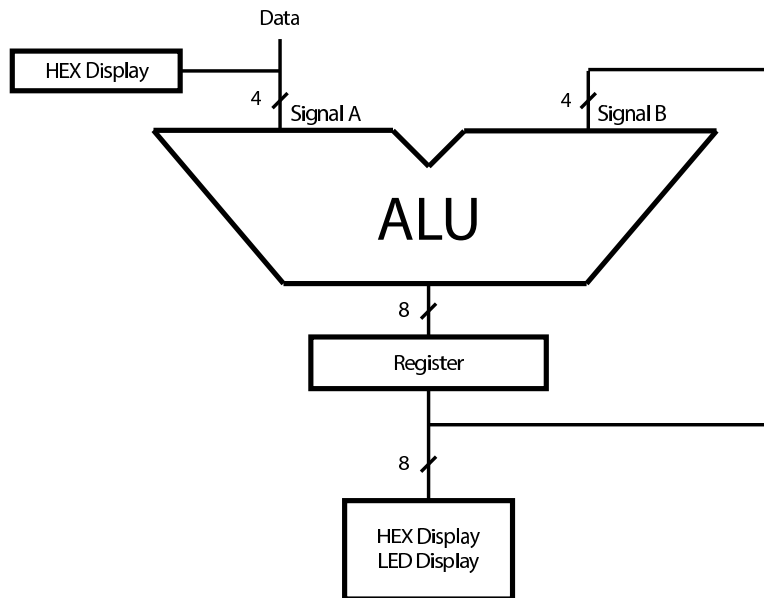 Data
HEX Display
4
Signal A
4
Signal B
ALU
8
Register
8
HEX Display
LED Display